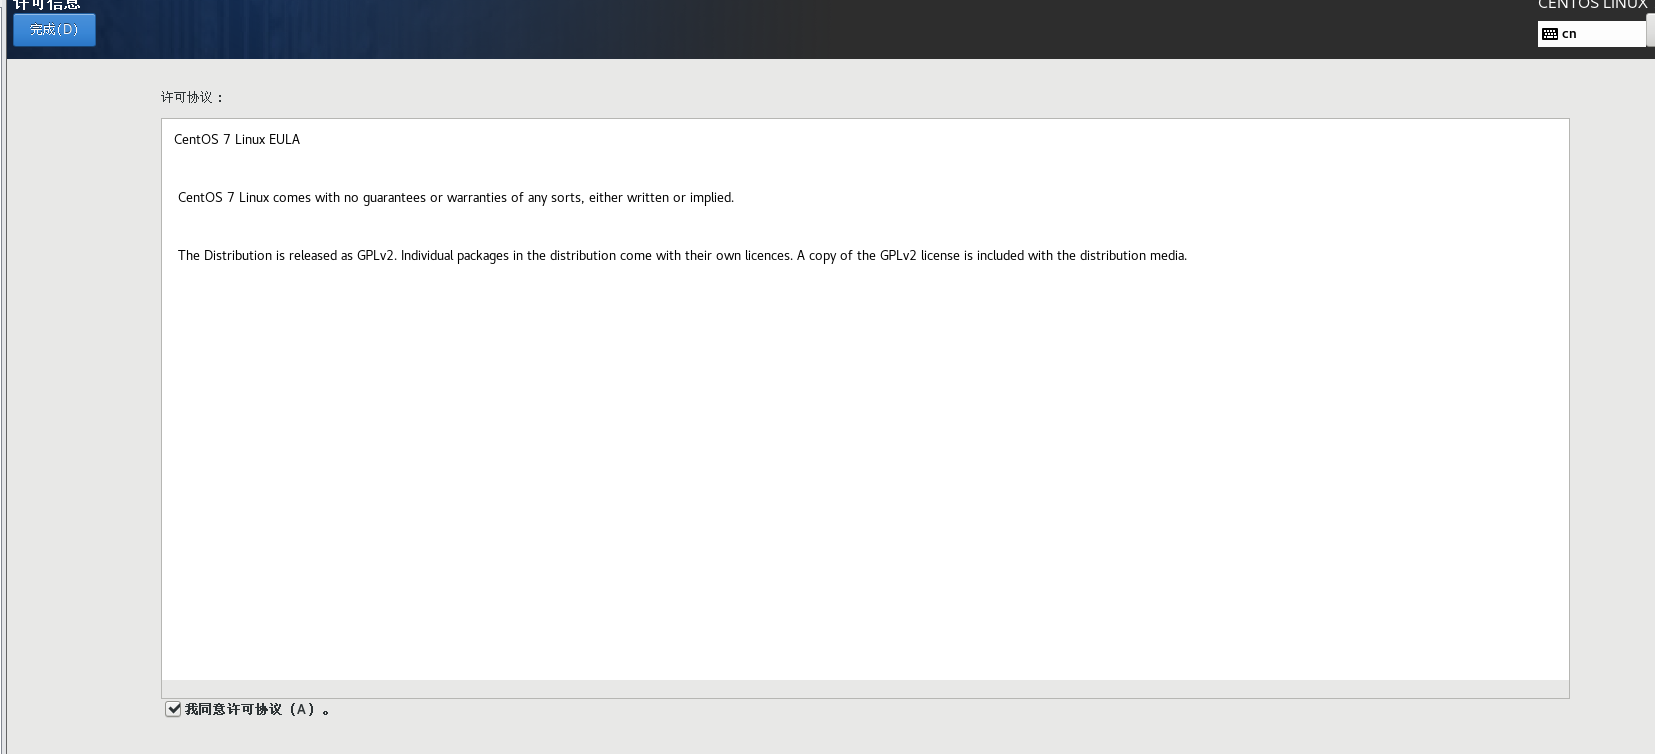 许可信息
CENTOS LINUX
完成(D)
cn
许可协议：
CentOS 7 Linux EULA
CentOS 7 Linux comes with no guarantees or warranties of any sorts, either written or implied.
The Distribution is released as GPLv2. Individual packages in the distribution come with their own licences. A copy of the GPLv2 license is included with the distribution media.
我同意许可协议（A）。